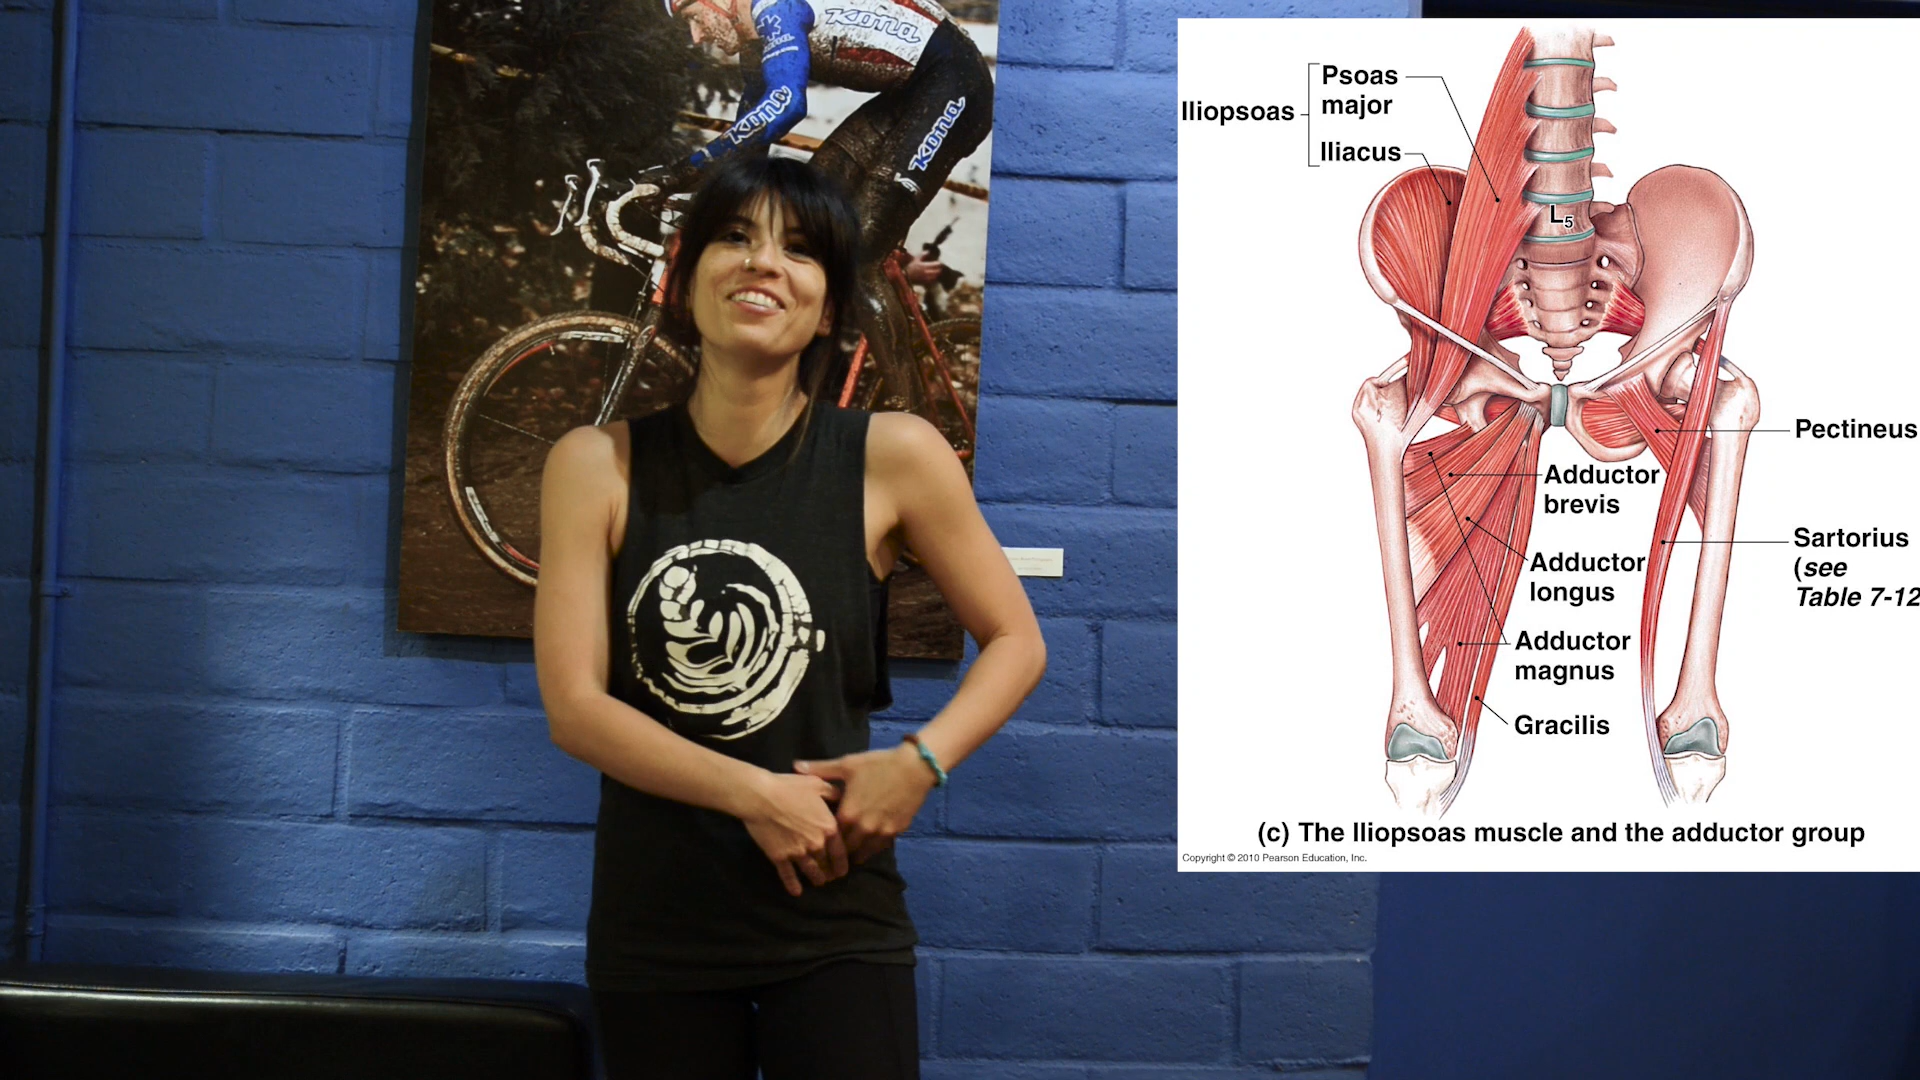 Kona
Kona
Kona
Psoas
major
Iliopsoas
Iliacus
L5
Pectineus
Adductor
brevis
Sartorius
(see
Table 7-12
Adductor
longus
Adductor
magnus
Gracilis
(c) The Iliopsoas muscle and the adductor group
Copyright © 2010 Pearson Education, Inc.